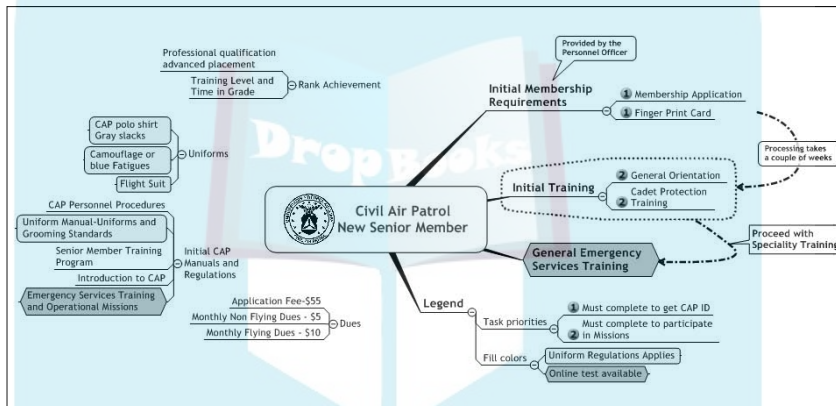 Provided by the
Personnel Officer
Professional qualification
advanced placement
Training Level and
Time in Grade
Rank Achievement
Initial Membership
Requirements
1 Membership Application
1 Finger Print Card
CAP polo shirt
Gray slacks
Camouflage or
blue Fatigues
Flight Suit
Uniforms
Drop Books
Processing takes
a couple of weeks
Initial Training
2 General Orientation
Cadet Protection
2 Training
Civil Air Patrol
New Senior Member
CAP Personnel Procedures
Uniform Manual-Uniforms and
Grooming Standards
Senior Member Training
Program
Introduction to CAP
Emergency Services Training
and Operational Missions
Initial CAP
Manuals and
Regulations
General Emergency
Services Training
Proceed with
Speciality Training
Application Fee-$55
Monthly Non Flying Dues - $5
Monthly Flying Dues - $10
Dues
Legend
Task priorities
1 Must complete to get CAP ID
Must complete to participate
2 in Missions
Fill colors
Uniform Regulations Applies
Online test available